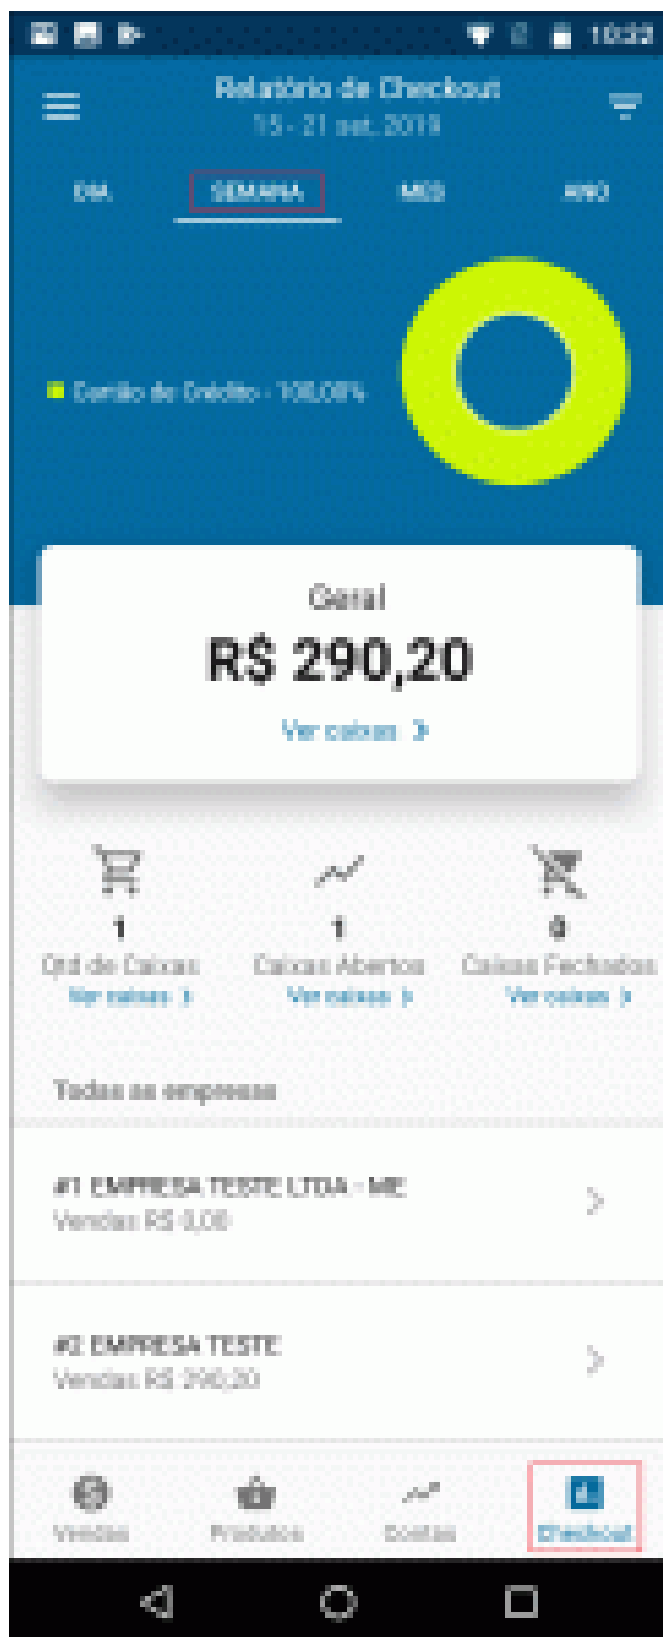 10:22
Relatório de Checkout
15 - 21 set, 2019
DIA SEMANA MES ANO
Cartão de Crédito - 100,00%
Geral
R$ 290,20
Ver caixas
1 1 0
Qtd de Caixas Caixas Abertos Caixas Fechados
Ver caixas Ver caixas Ver caixas
Todas as empresas
#1 EMPRESA TESTE LTDA - ME
Vendas R$ 0,00
#2 EMPRESA TESTE
Vendas R$ 290,20
Vendas Produtos Contas Checkout